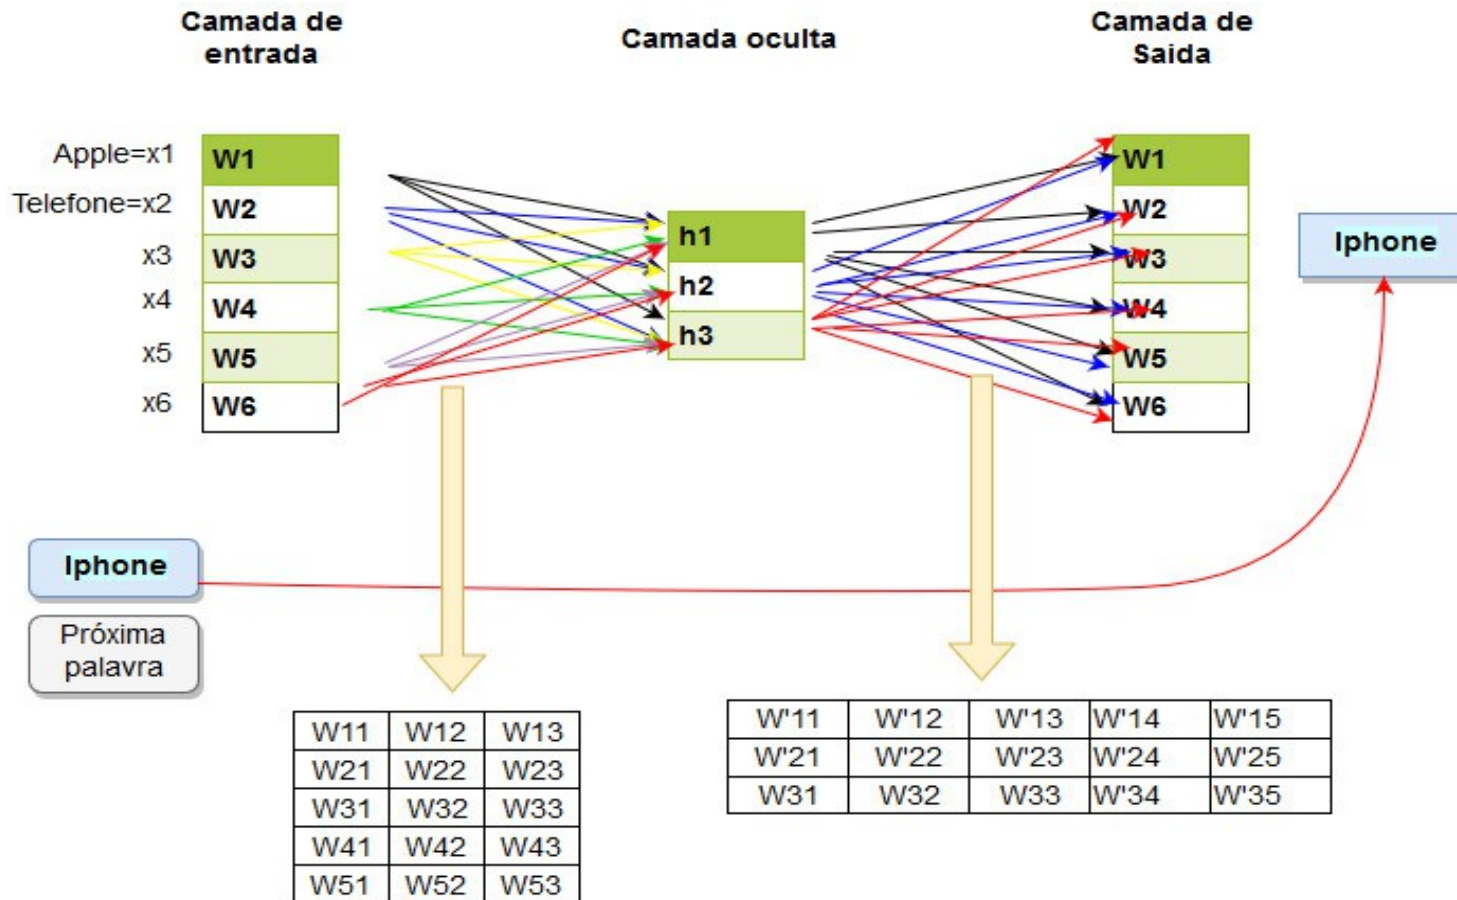 Camada de
entrada
Camada oculta
Camada de
Saida
Apple=x1
Telefone=x2
x3
x4
x5
x6
W1
W2
W3
W4
W5
W6
h1
h2
h3
W1
W2
W3
W4
W5
W6
Iphone
Iphone
Próxima
palavra
W11 W12 W13
W21 W22 W23
W31 W32 W33
W41 W42 W43
W51 W52 W53
W'11 W'12 W'13 W'14 W'15
W'21 W'22 W'23 W'24 W'25
W31 W32 W33 W'34 W'35